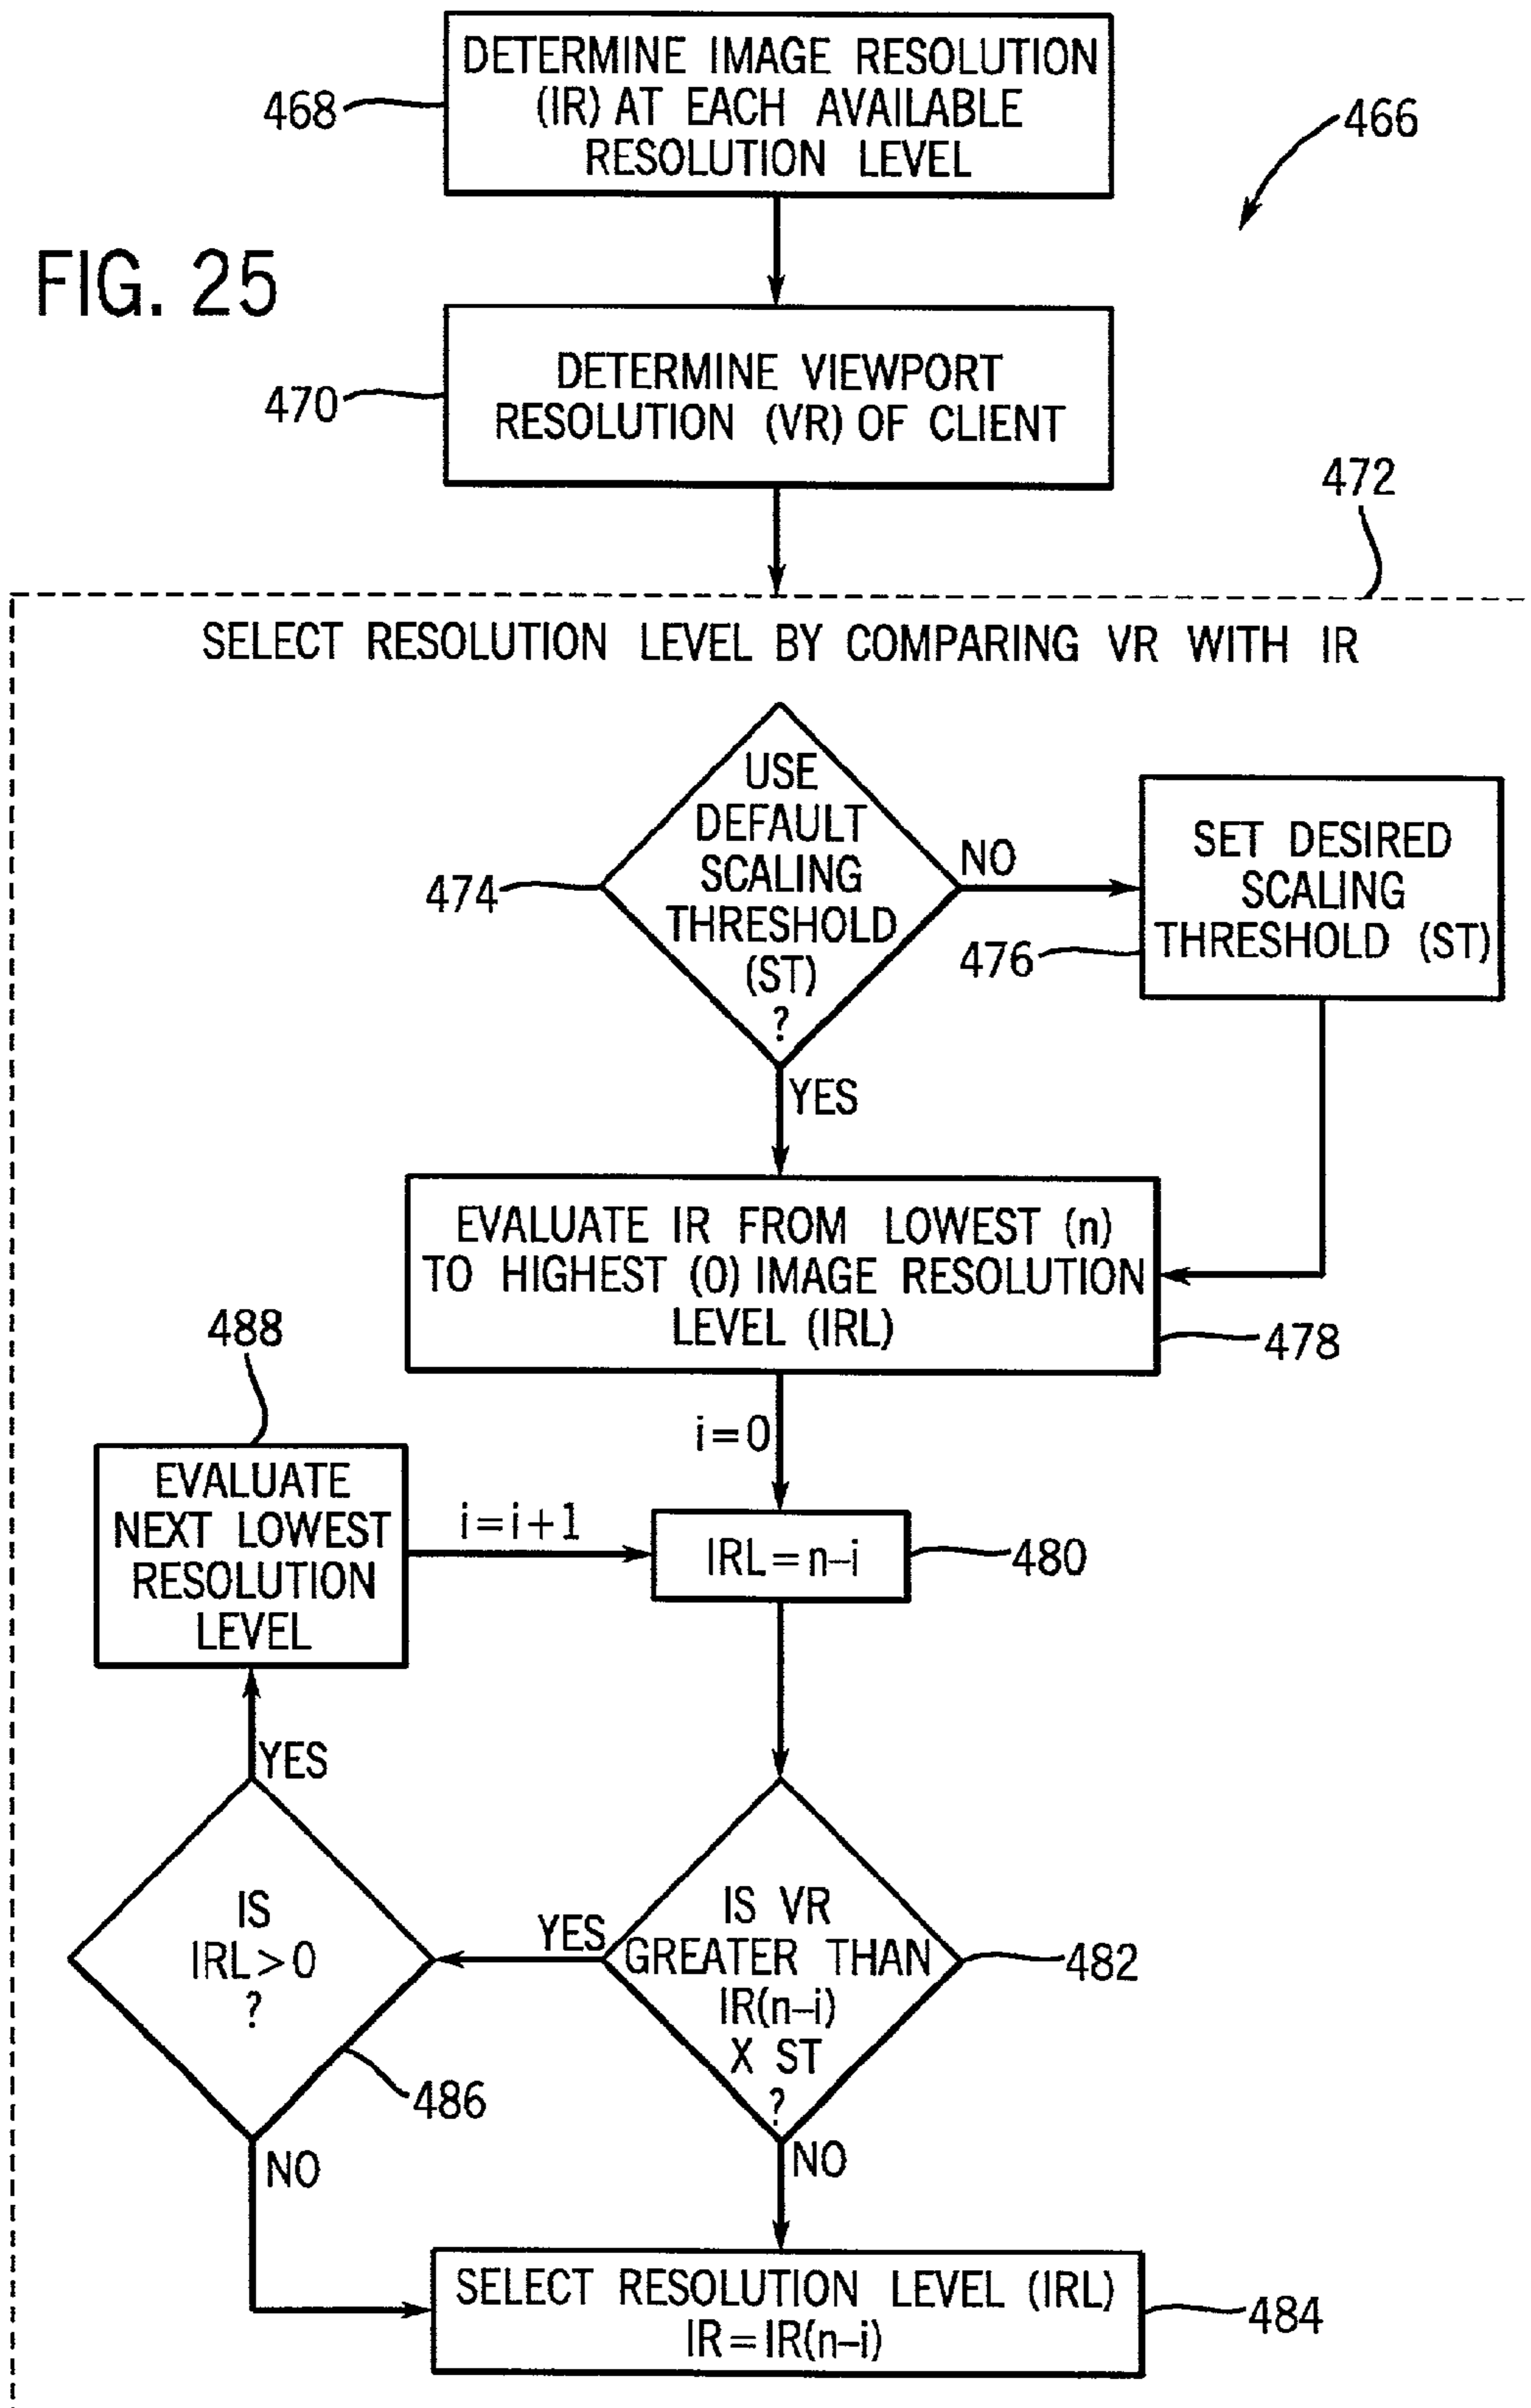 DETERMINE IMAGE RESOLUTION
(IR) AT EACH AVAILABLE
RESOLUTION LEVEL
468
466
FIG. 25
DETERMINE VIEWPORT
RESOLUTION (VR) OF CLIENT
470
472
SELECT RESOLUTION LEVEL BY COMPARING VR WITH IR
USE
DEFAULT
SCALING
THRESHOLD
(ST)
?
474
NO
SET DESIRED
SCALING
THRESHOLD (ST)
476
YES
EVALUATE IR FROM LOWEST (n)
TO HIGHEST (0) IMAGE RESOLUTION
LEVEL (IRL)
478
488
i=0
EVALUATE
NEXT LOWEST
RESOLUTION
LEVEL
i=i+1
IRL=n–i
480
YES
IS
IRL>0
?
486
YES
IS VR
GREATER THAN
IR(n–i)
X ST
?
482
NO
NO
SELECT RESOLUTION LEVEL (IRL)
IR=IR(n–i)
484